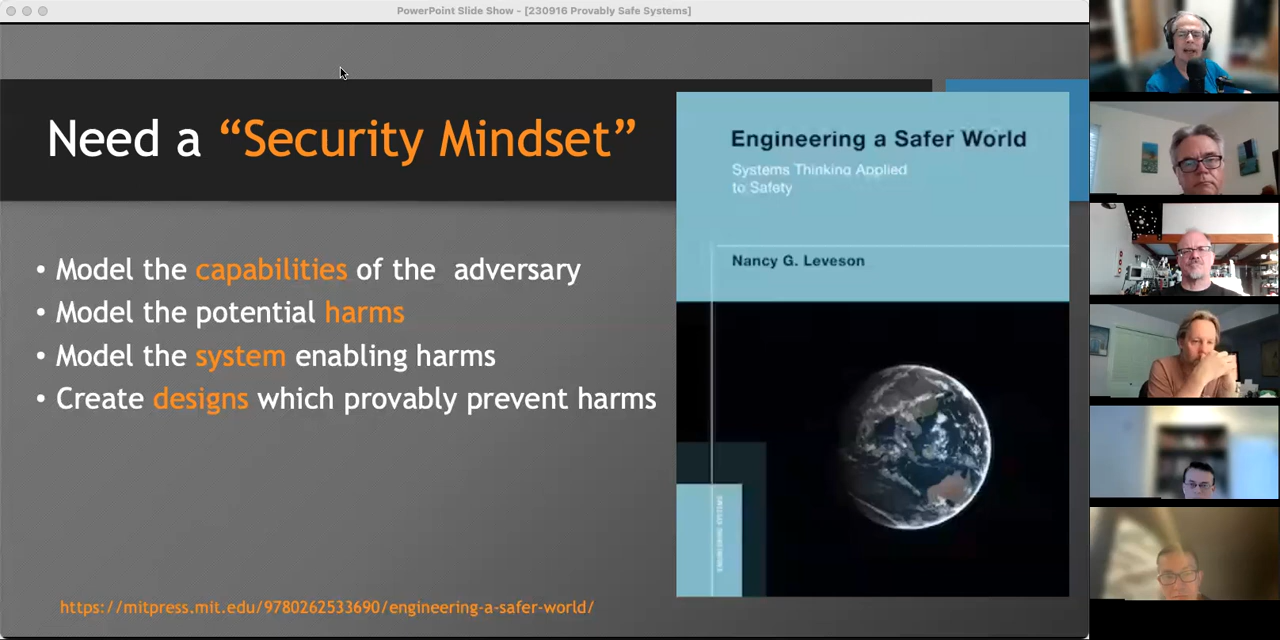 PowerPoint Slide Show - [230916 Provably Safe Systems]
Need a “Security Mindset”
• Model the capabilities of the adversary
• Model the potential harms
• Model the system enabling harms
• Create designs which provably prevent harms
https://mitpress.mit.edu/9780262533690/engineering-a-safer-world/
Engineering a Safer World
Systems Thinking Applied
to Safety
Nancy G. Leveson